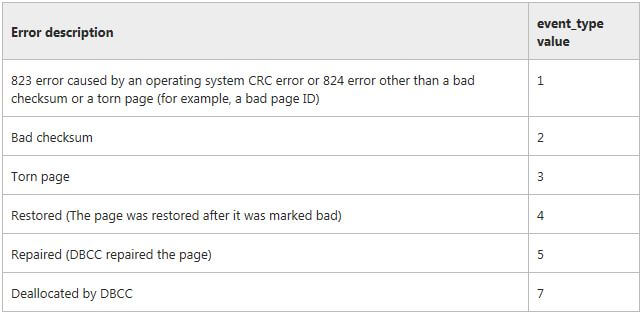 Error description
event_type
value
823 error caused by an operating system CRC error or 824 error other than a bad
checksum or a torn page (for example, a bad page ID)
1
Bad checksum
2
Torn page
3
Restored (The page was restored after it was marked bad)
4
Repaired (DBCC repaired the page)
5
Deallocated by DBCC
7